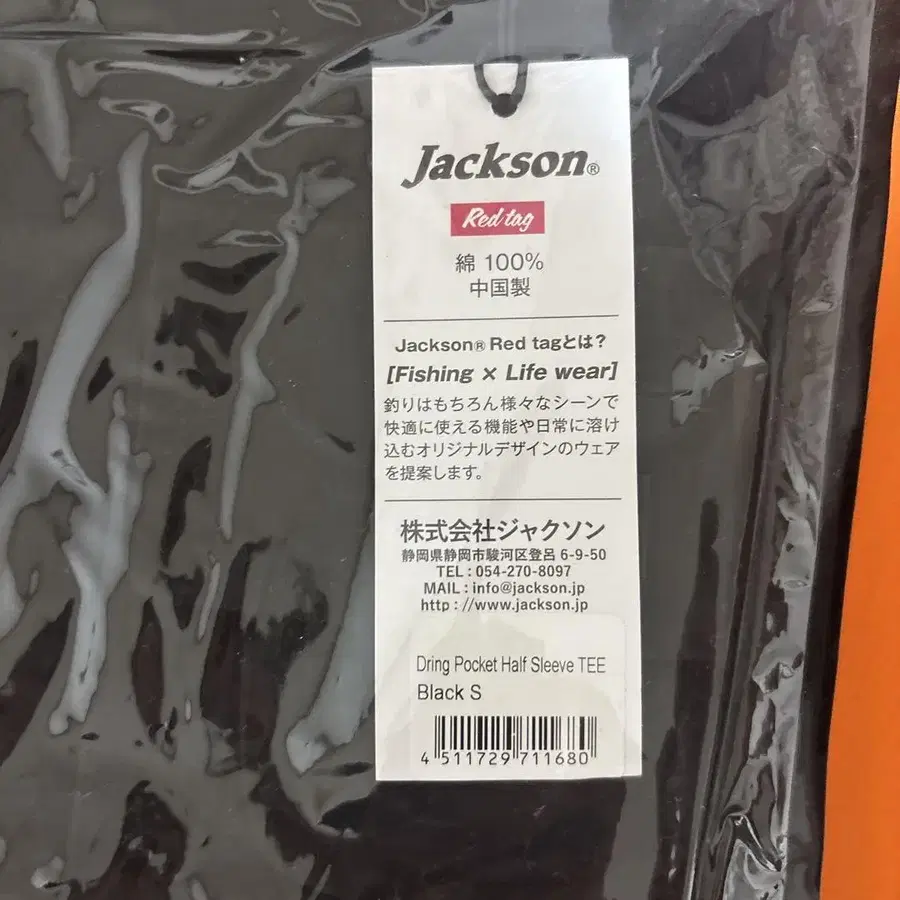 Jackson®
Red tag
綿 100%
中国製
Jackson® Red tagとは？
[Fishing × Life wear]
釣りはもちろん様々なシーンで
快適に使える機能や日常に溶け
込むオリジナルデザインのウェア
を提案します。
株式会社ジャクソン
静岡県静岡市駿河区登呂 6-9-50
TEL : 054-270-8097
MAIL : info@jackson.jp
http : //www.jackson.jp
Dring Pocket Half Sleeve TEE
Black S
4 511729 711680